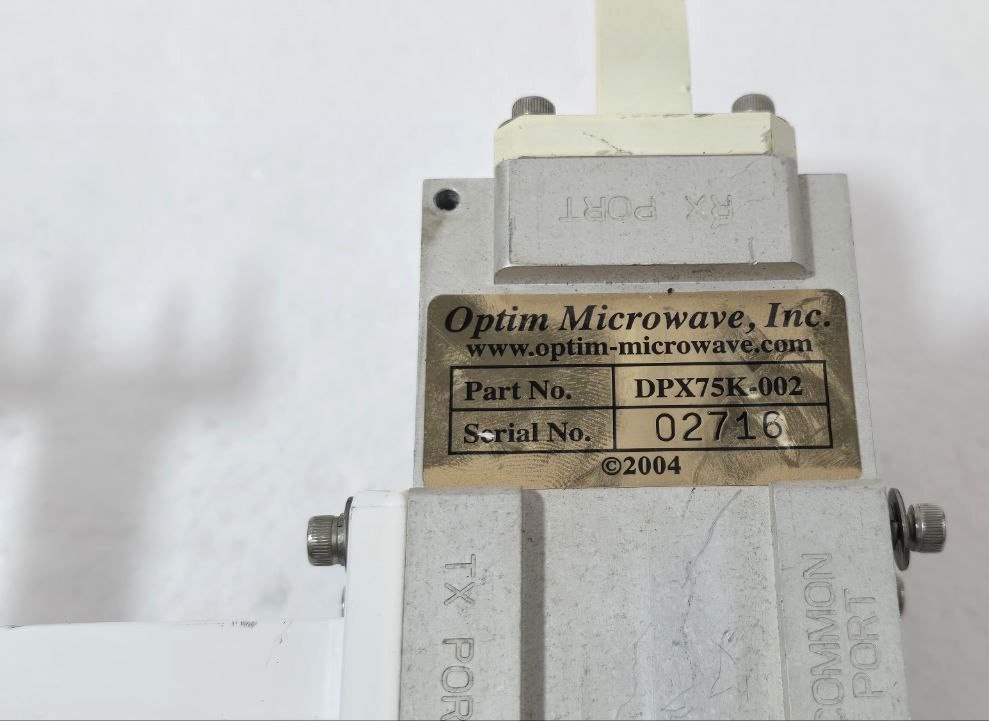 RX PORT
Optim Microwave, Inc.
www.optim-microwave.com
Part No. DPX75K-002
Serial No. 02716
©2004
TX POR
COMMON
PORT